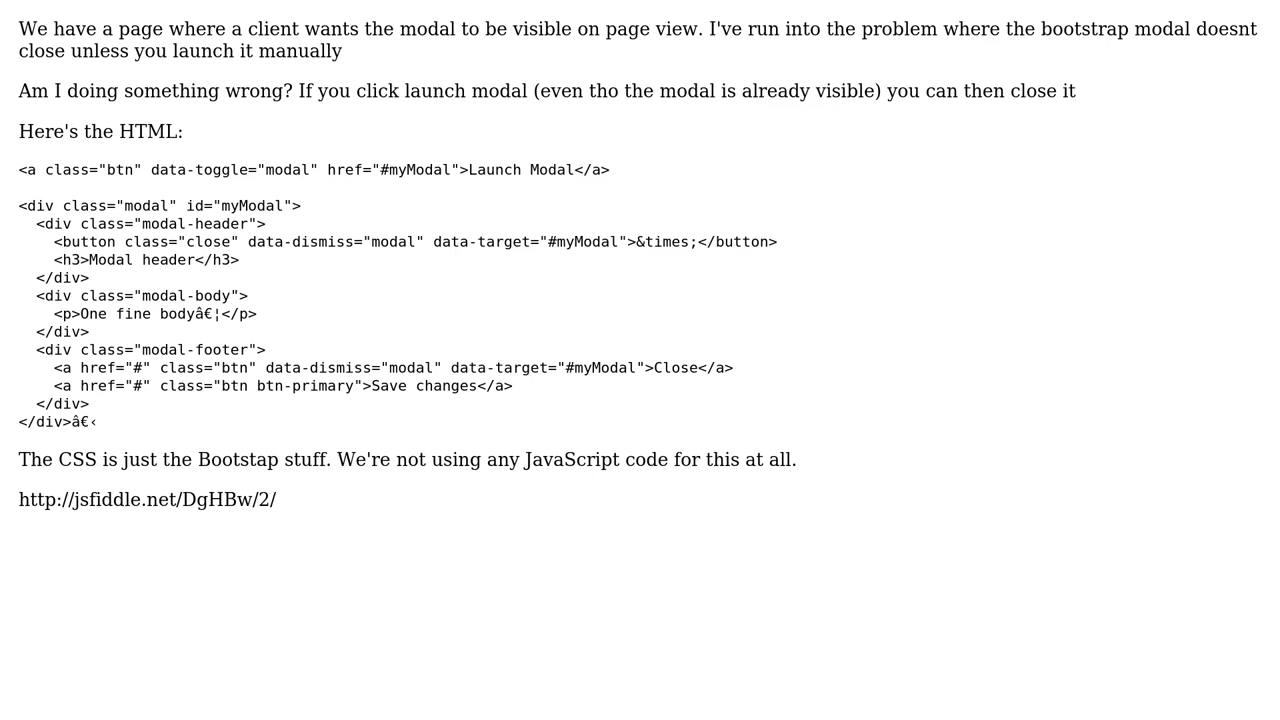 We have a page where a client wants the modal to be visible on page view. I've run into the problem where the bootstrap modal doesnt
close unless you launch it manually
Am I doing something wrong? If you click launch modal (even tho the modal is already visible) you can then close it
Here's the HTML:
<a class="btn" data-toggle="modal" href="#myModal">Launch Modal</a>
<div class="modal" id="myModal">
  <div class="modal-header">
    <button class="close" data-dismiss="modal" data-target="#myModal">&times;</button>
    <h3>Modal header</h3>
  </div>
  <div class="modal-body">
    <p>One fine bodyâ€¦</p>
  </div>
  <div class="modal-footer">
    <a href="#" class="btn" data-dismiss="modal" data-target="#myModal">Close</a>
    <a href="#" class="btn btn-primary">Save changes</a>
  </div>
</div>â€‹
The CSS is just the Bootstap stuff. We're not using any JavaScript code for this at all.
http://jsfiddle.net/DgHBw/2/